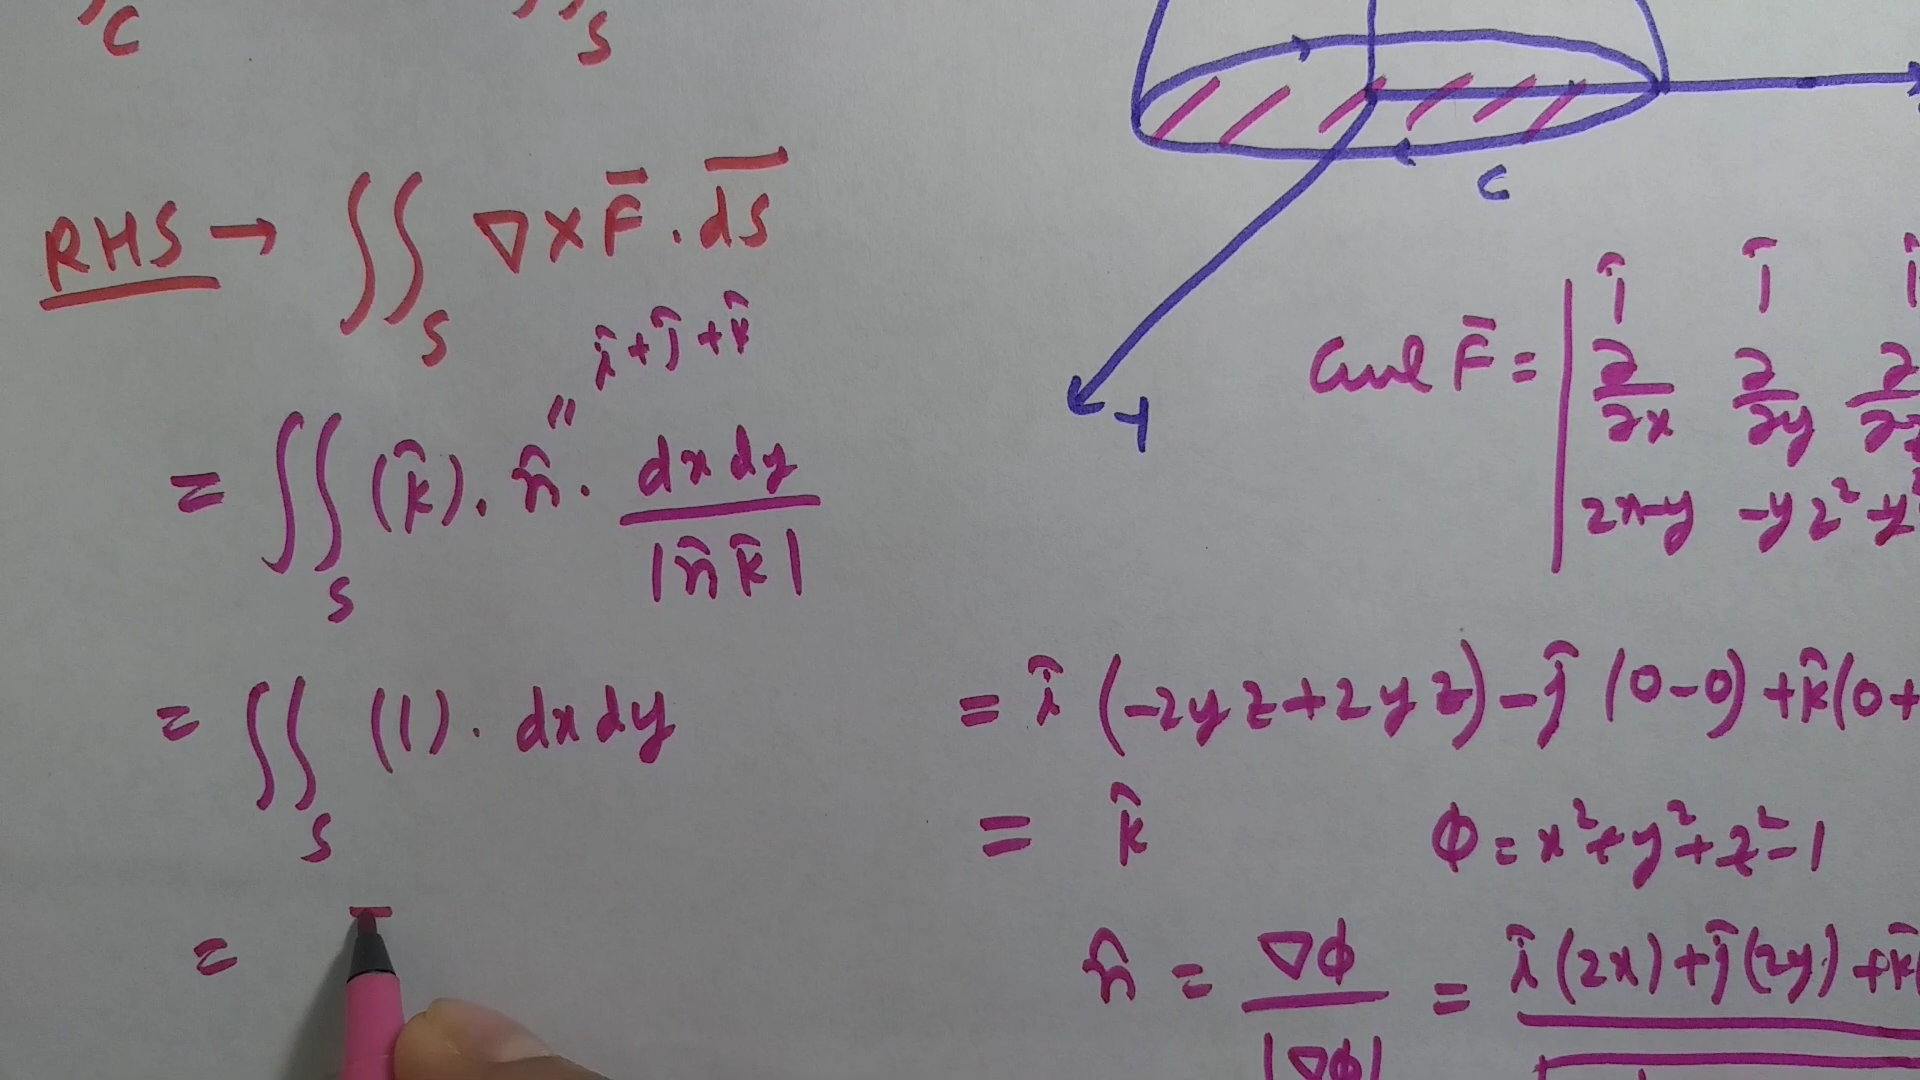 C S
RHS → ∬_S ∇×F̄ . d̄s̄
î+ĵ+k̂
"
= ∬_S (k̂). n̂. dx dy / |n̂ k̂|
= ∬_S (1). dx dy
=
C
Y
Curl F̄ = | î ĵ
∂/∂x ∂/∂y ∂/∂z
2x-y -yz² -y²
= î (-2yz+2yz) - ĵ (0-0) + k̂(0+
= k̂
φ = x²+y²+z²-1
n̂ = ∇φ / |∇φ| = î(2x)+ĵ(2y)+k̂